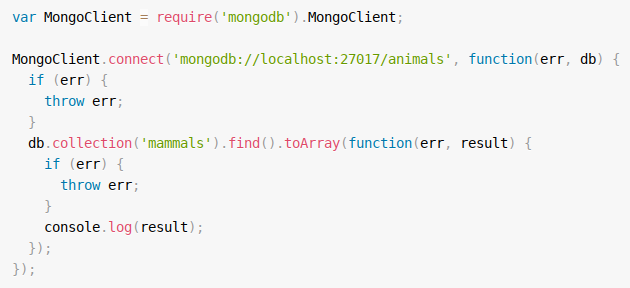 var MongoClient = require('mongodb').MongoClient;

MongoClient.connect('mongodb://localhost:27017/animals', function(err, db) {
  if (err) {
    throw err;
  }
  db.collection('mammals').find().toArray(function(err, result) {
    if (err) {
      throw err;
    }
    console.log(result);
  });
});